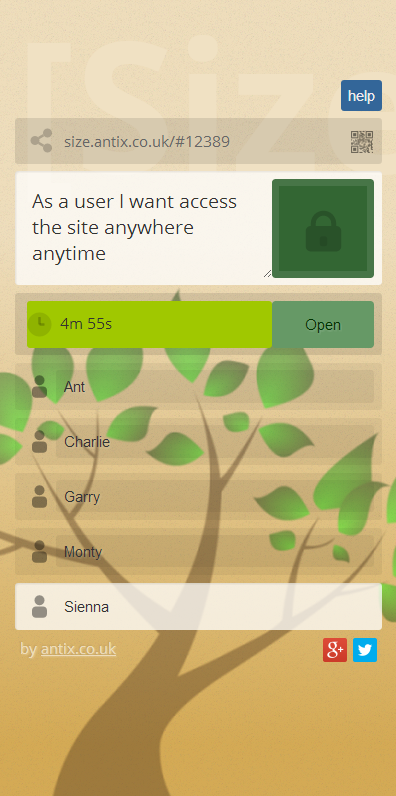 [Size
help
size.antix.co.uk/#12389
As a user I want access
the site anywhere
anytime
4m 55s
Open
Ant
Charlie
Garry
Monty
Sienna
by antix.co.uk
g+